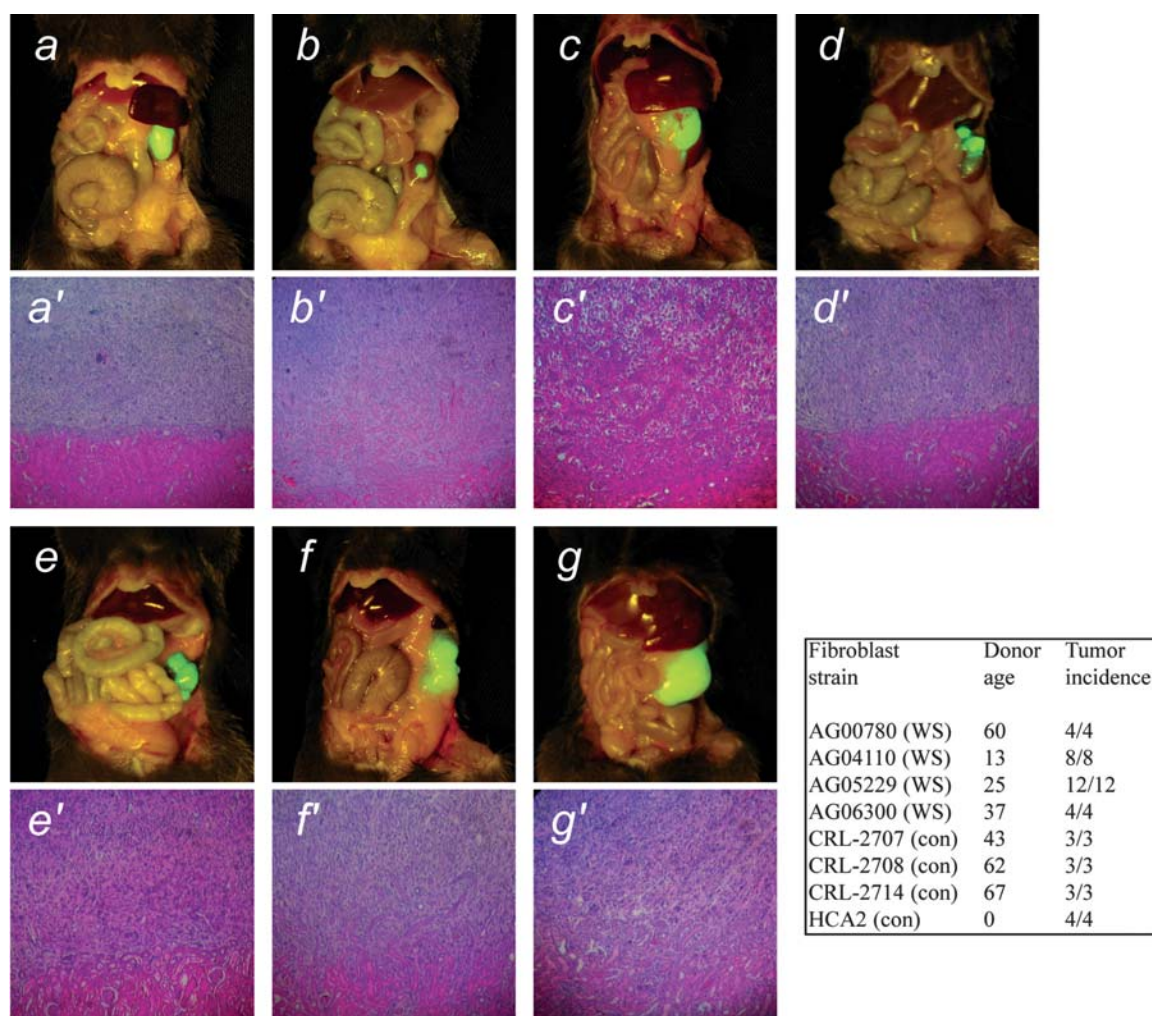 a b c d
a' b' c' d'
e f g
e' f' g'
Fibroblast strain Donor age Tumor incidence
AG00780 (WS) 60 4/4
AG04110 (WS) 13 8/8
AG05229 (WS) 25 12/12
AG06300 (WS) 37 4/4
CRL-2707 (con) 43 3/3
CRL-2708 (con) 62 3/3
CRL-2714 (con) 67 3/3
HCA2 (con) 0 4/4